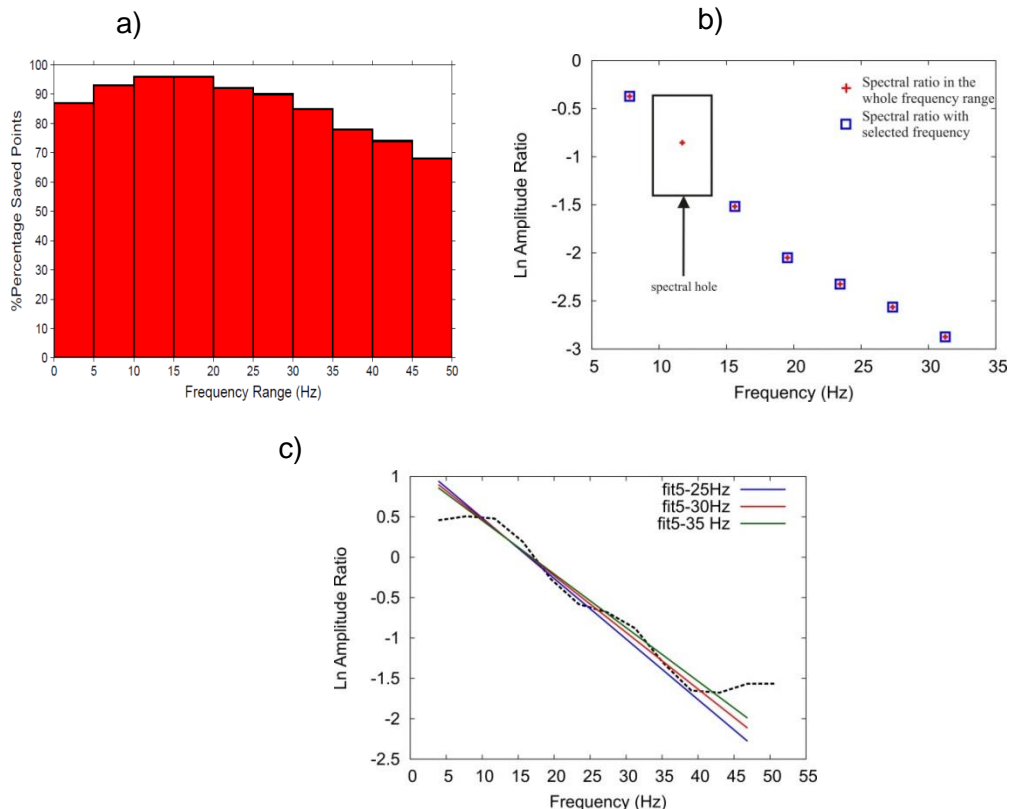 a)
100
90
80
70
60
50
40
30
20
10
0
%Percentage Saved Points
0 5 10 15 20 25 30 35 40 45 50
Frequency Range (Hz)
b)
0
-0.5
-1
-1.5
-2
-2.5
-3
Ln Amplitude Ratio
Spectral ratio in the
whole frequency range
Spectral ratio with
selected frequency
spectral hole
5 10 15 20 25 30 35
Frequency (Hz)
c)
1
0.5
0
-0.5
-1
-1.5
-2
-2.5
Ln Amplitude Ratio
fit5-25Hz
fit5-30Hz
fit5-35 Hz
0 5 10 15 20 25 30 35 40 45 50 55
Frequency (Hz)